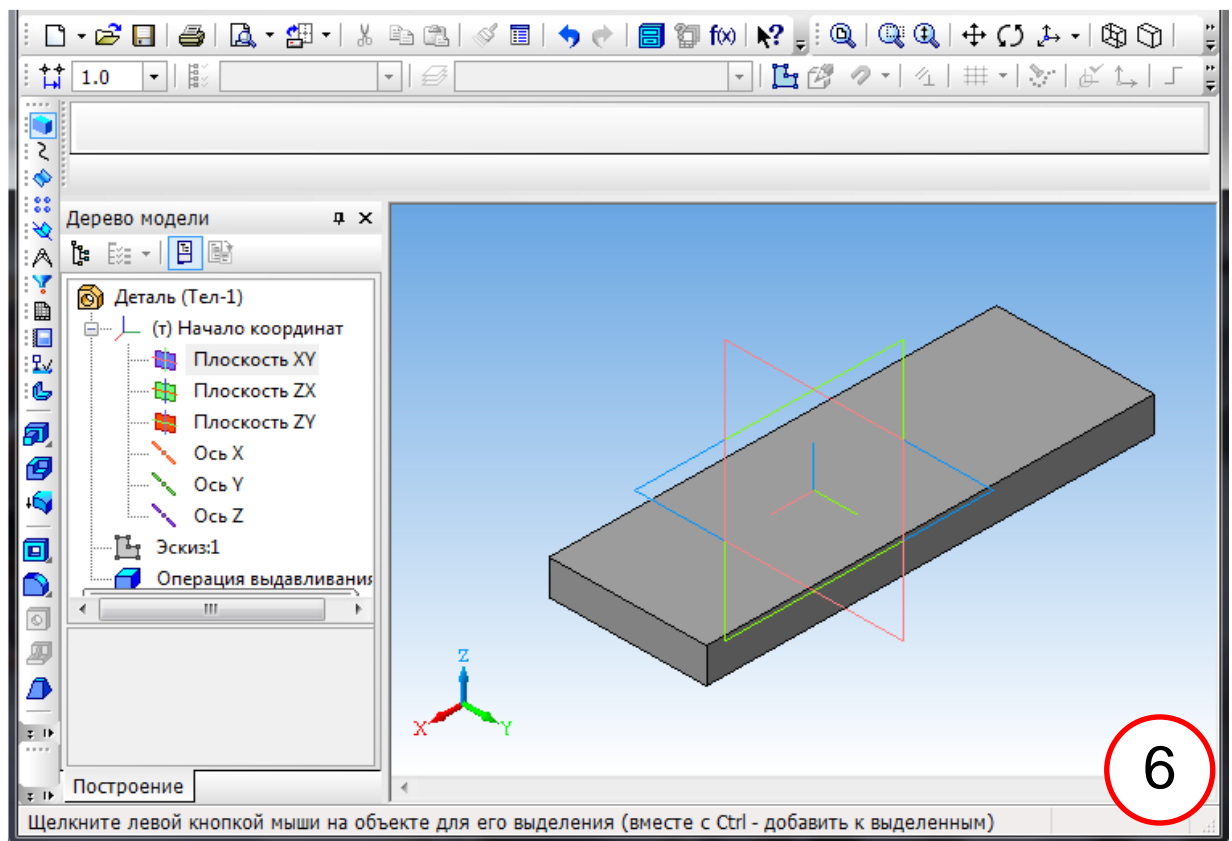 f(x)
1.0
Дерево модели
Деталь (Тел-1)
(т) Начало координат
Плоскость XY
Плоскость ZX
Плоскость ZY
Ось X
Ось Y
Ось Z
Эскиз:1
Операция выдавливания
Z
X
Y
6
Построение
Щелкните левой кнопкой мыши на объекте для его выделения (вместе с Ctrl - добавить к выделенным)